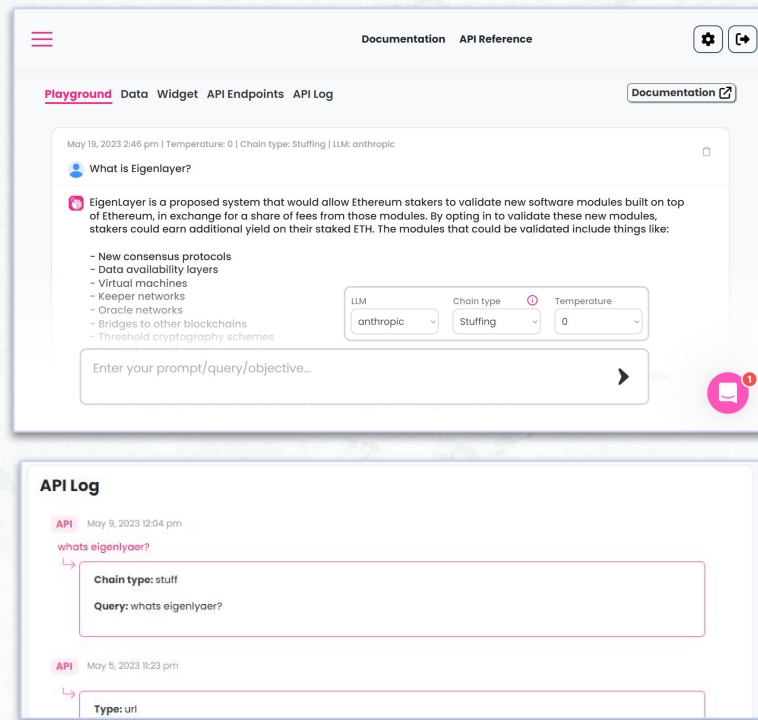 Documentation API Reference
Playground Data Widget API Endpoints API Log
Documentation
May 19, 2023 2:46 pm | Temperature: 0 | Chain type: Stuffing | LLM: anthropic
What is Eigenlayer?
EigenLayer is a proposed system that would allow Ethereum stakers to validate new software modules built on top
of Ethereum, in exchange for a share of fees from those modules. By opting in to validate these new modules,
stakers could earn additional yield on their staked ETH. The modules that could be validated include things like:
- New consensus protocols
- Data availability layers
- Virtual machines
- Keeper networks
- Oracle networks
- Bridges to other blockchains
- Threshold cryptography schemes
LLM Chain type Temperature
anthropic Stuffing 0
Enter your prompt/query/objective...
ETH
1
API Log
API May 9, 2023 12:04 pm
whats eigenlyaer?
Chain type: stuff
Query: whats eigenlyaer?
API May 5, 2023 11:23 pm
Type: url